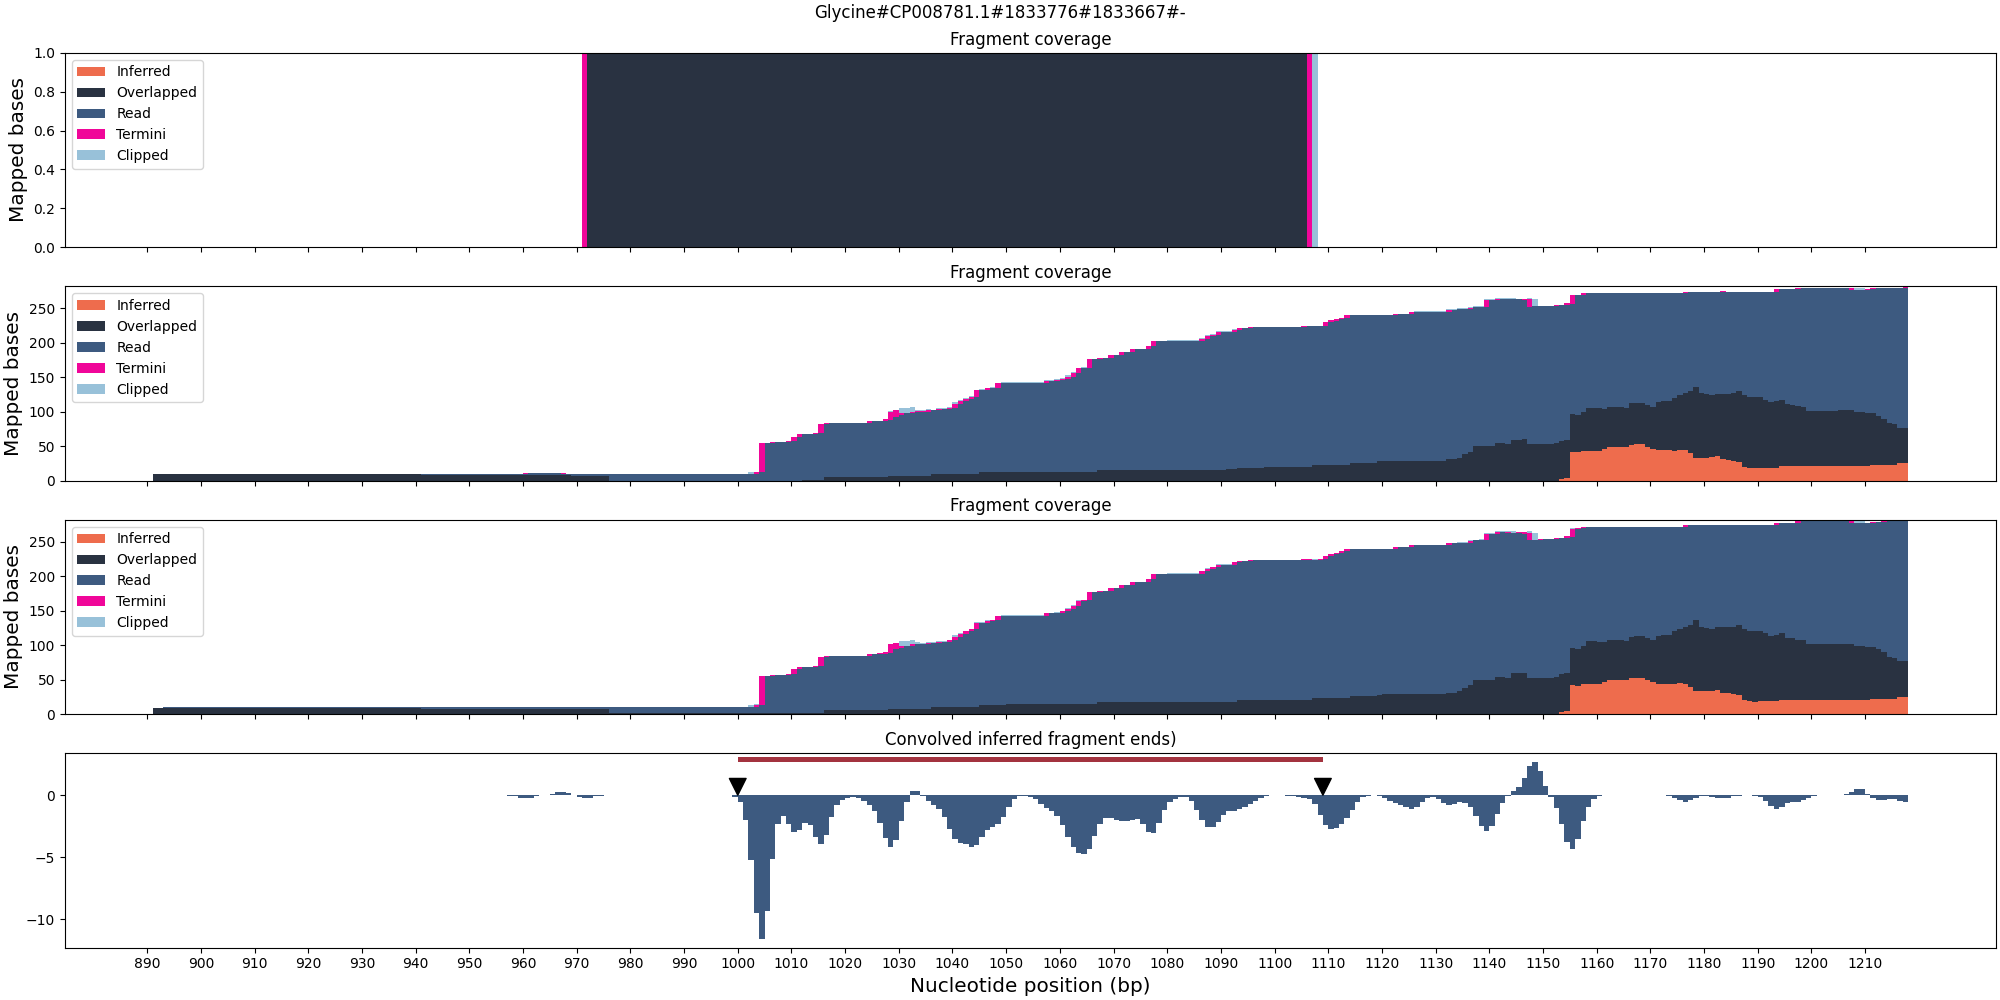 Glycine#CP008781.1#1833776#1833667#-
Fragment coverage
Mapped bases
1.0
0.8
0.6
0.4
0.2
0.0
Inferred
Overlapped
Read
Termini
Clipped
Fragment coverage
Mapped bases
250
200
150
100
50
0
Inferred
Overlapped
Read
Termini
Clipped
Fragment coverage
Mapped bases
250
200
150
100
50
0
Inferred
Overlapped
Read
Termini
Clipped
Convolved inferred fragment ends)
0
−5
−10
890 900 910 920 930 940 950 960 970 980 990 1000 1010 1020 1030 1040 1050 1060 1070 1080 1090 1100 1110 1120 1130 1140 1150 1160 1170 1180 1190 1200 1210
Nucleotide position (bp)